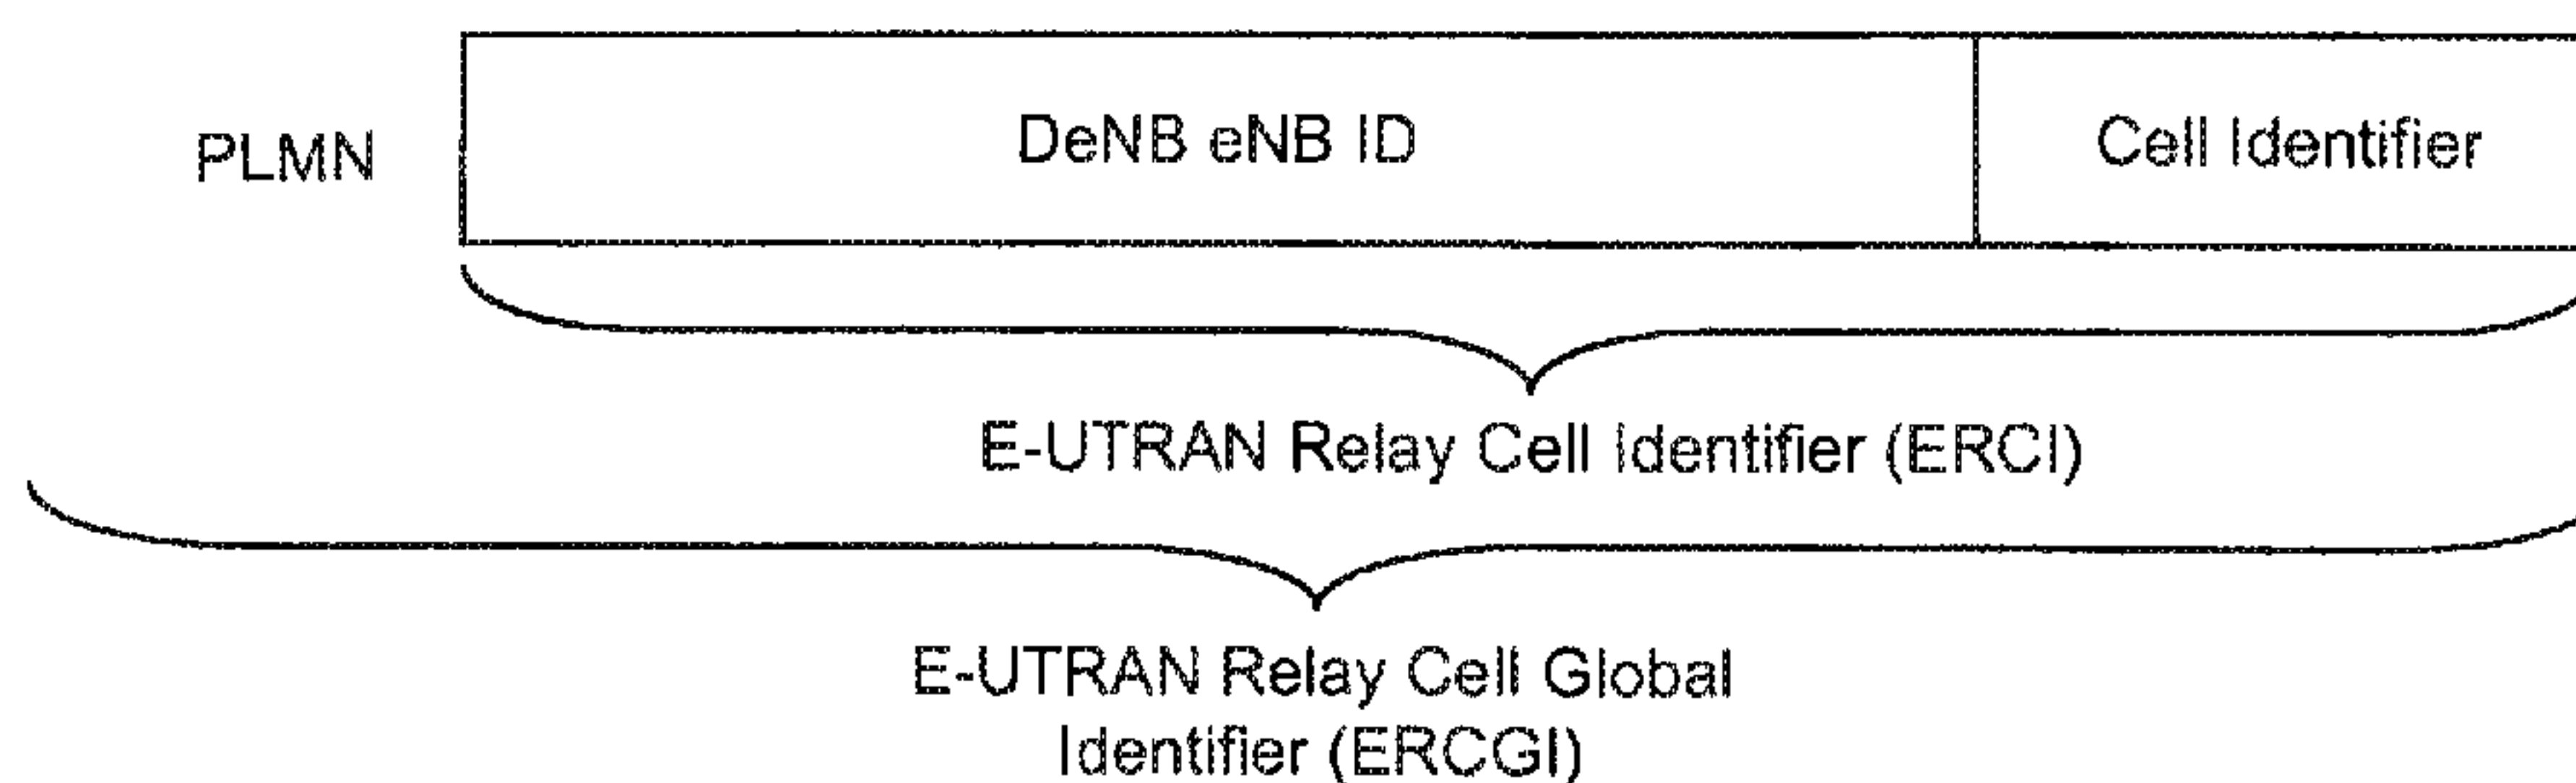 PLMN
DeNB eNB ID
Cell Identifier
E-UTRAN Relay Cell Identifier (ERCI)
E-UTRAN Relay Cell Global
Identifier (ERCGI)